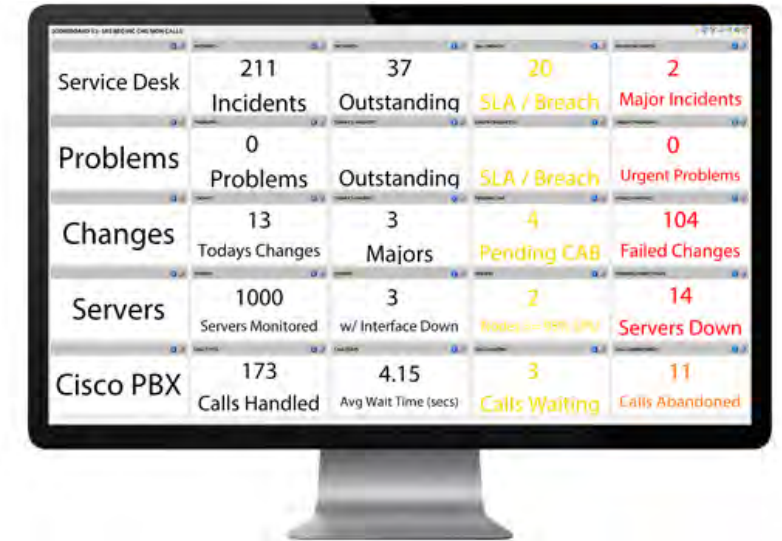 Service Desk
211
Incidents
37
Outstanding
20
SLA / Breach
2
Major Incidents
Problems
0
Problems
Outstanding
SLA / Breach
0
Urgent Problems
Changes
13
Todays Changes
3
Majors
4
Pending CAB
104
Failed Changes
Servers
1000
Servers Monitored
3
w/ Interface Down
2
14
Servers Down
Cisco PBX
173
Calls Handled
4.15
Avg Wait Time (secs)
3
Calls Waiting
11
Calls Abandoned